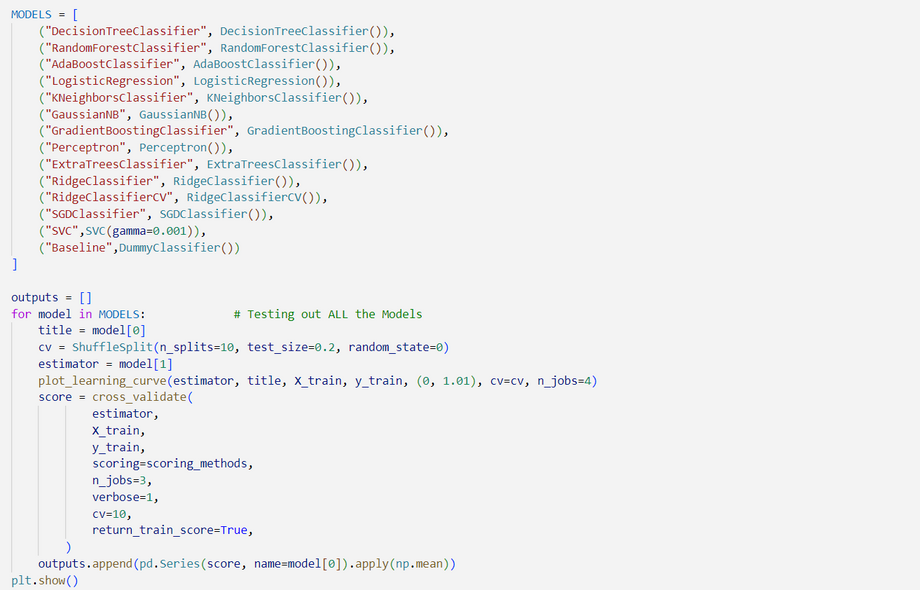 MODELS = [
    ("DecisionTreeClassifier", DecisionTreeClassifier()),
    ("RandomForestClassifier", RandomForestClassifier()),
    ("AdaBoostClassifier", AdaBoostClassifier()),
    ("LogisticRegression", LogisticRegression()),
    ("KNeighborsClassifier", KNeighborsClassifier()),
    ("GaussianNB", GaussianNB()),
    ("GradientBoostingClassifier", GradientBoostingClassifier()),
    ("Perceptron", Perceptron()),
    ("ExtraTreesClassifier", ExtraTreesClassifier()),
    ("RidgeClassifier", RidgeClassifier()),
    ("RidgeClassifierCV", RidgeClassifierCV()),
    ("SGDClassifier", SGDClassifier()),
    ("SVC",SVC(gamma=0.001)),
    ("Baseline",DummyClassifier())
]
outputs = []
for model in MODELS:             # Testing out ALL the Models
    title = model[0]
    cv = ShuffleSplit(n_splits=10, test_size=0.2, random_state=0)
    estimator = model[1]
    plot_learning_curve(estimator, title, X_train, y_train, (0, 1.01), cv=cv, n_jobs=4)
    score = cross_validate(
            estimator,
            X_train,
            y_train,
            scoring=scoring_methods,
            n_jobs=3,
            verbose=1,
            cv=10,
            return_train_score=True,
        )
    outputs.append(pd.Series(score, name=model[0]).apply(np.mean))
plt.show()